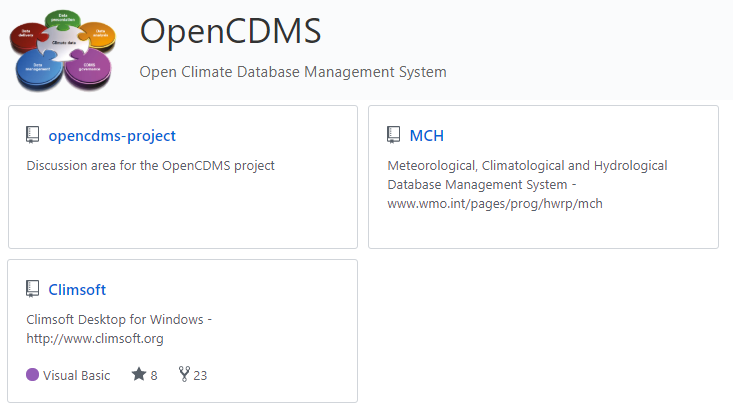 Data presentation
Data delivery
Data analysis
Climate data
Data management
CDMS governance
OpenCDMS
Open Climate Database Management System
opencdms-project
Discussion area for the OpenCDMS project
MCH
Meteorological, Climatological and Hydrological
Database Management System -
www.wmo.int/pages/prog/hwrp/mch
Climsoft
Climsoft Desktop for Windows -
http://www.climsoft.org
Visual Basic 8 23